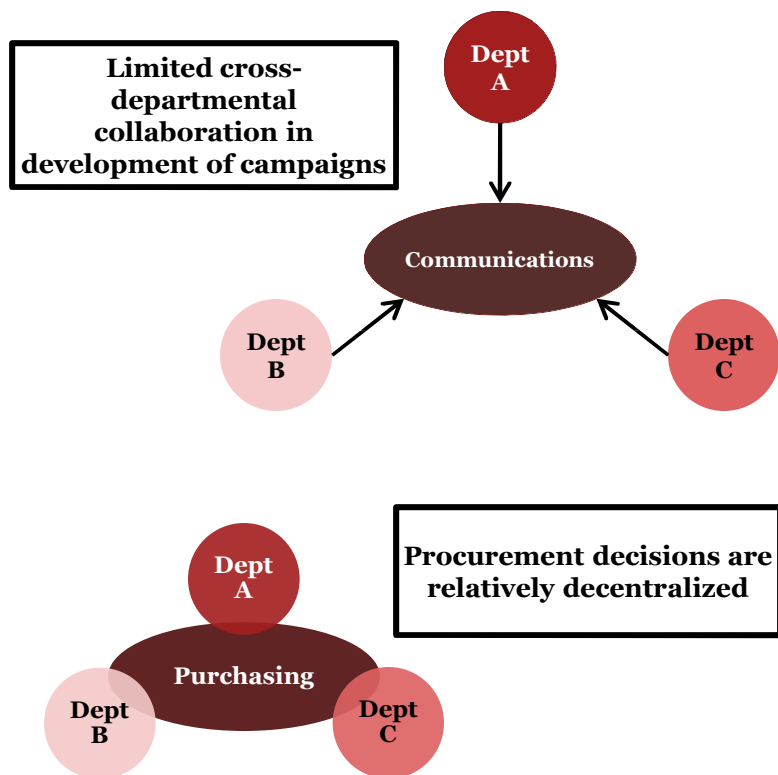 Limited cross-
departmental
collaboration in
development of campaigns
Dept
A
Communications
Dept
B
Dept
C
Procurement decisions are
relatively decentralized
Dept
A
Purchasing
Dept
B
Dept
C